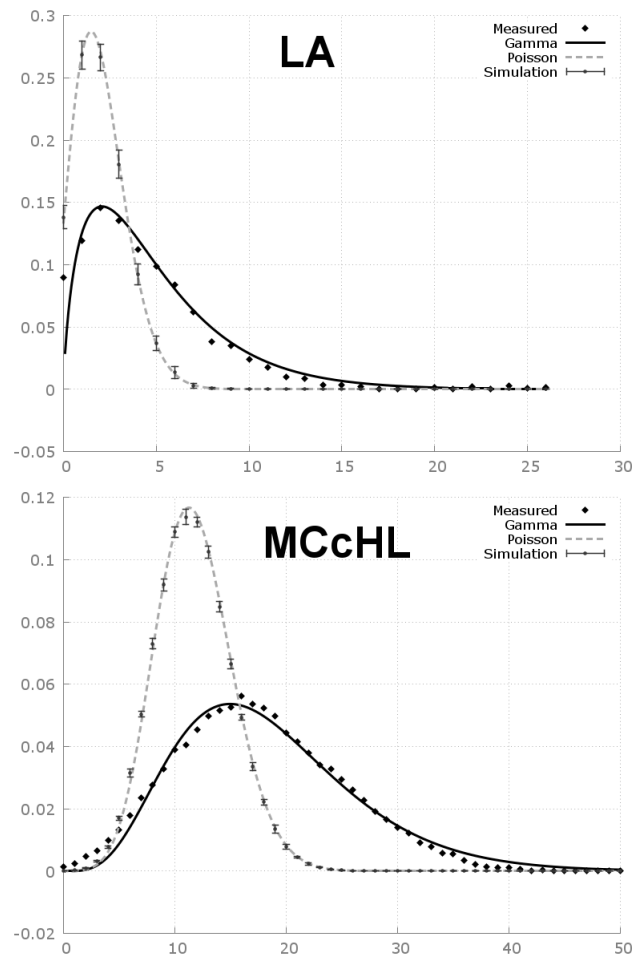 0.3
0.25
0.2
0.15
0.1
0.05
0
-0.05
LA
Measured
Gamma
Poisson
Simulation
0 5 10 15 20 25 30
0.12
0.1
0.08
0.06
0.04
0.02
0
-0.02
MCcHL
Measured
Gamma
Poisson
Simulation
0 10 20 30 40 50